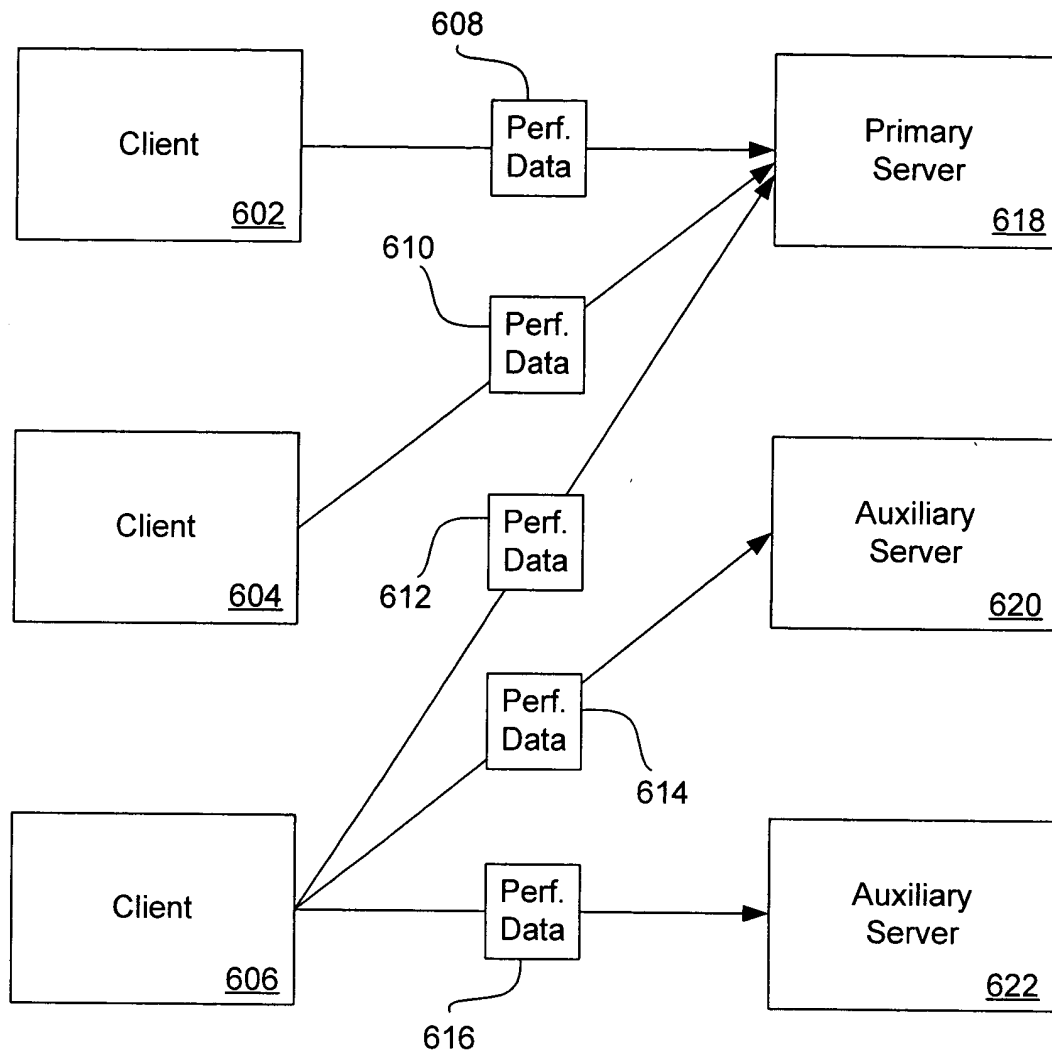 608
Client
602
Perf.
Data
Primary
Server
618
610
Perf.
Data
Client
604
612
Perf.
Data
Auxiliary
Server
620
Perf.
Data
614
Client
606
Perf.
Data
616
Auxiliary
Server
622